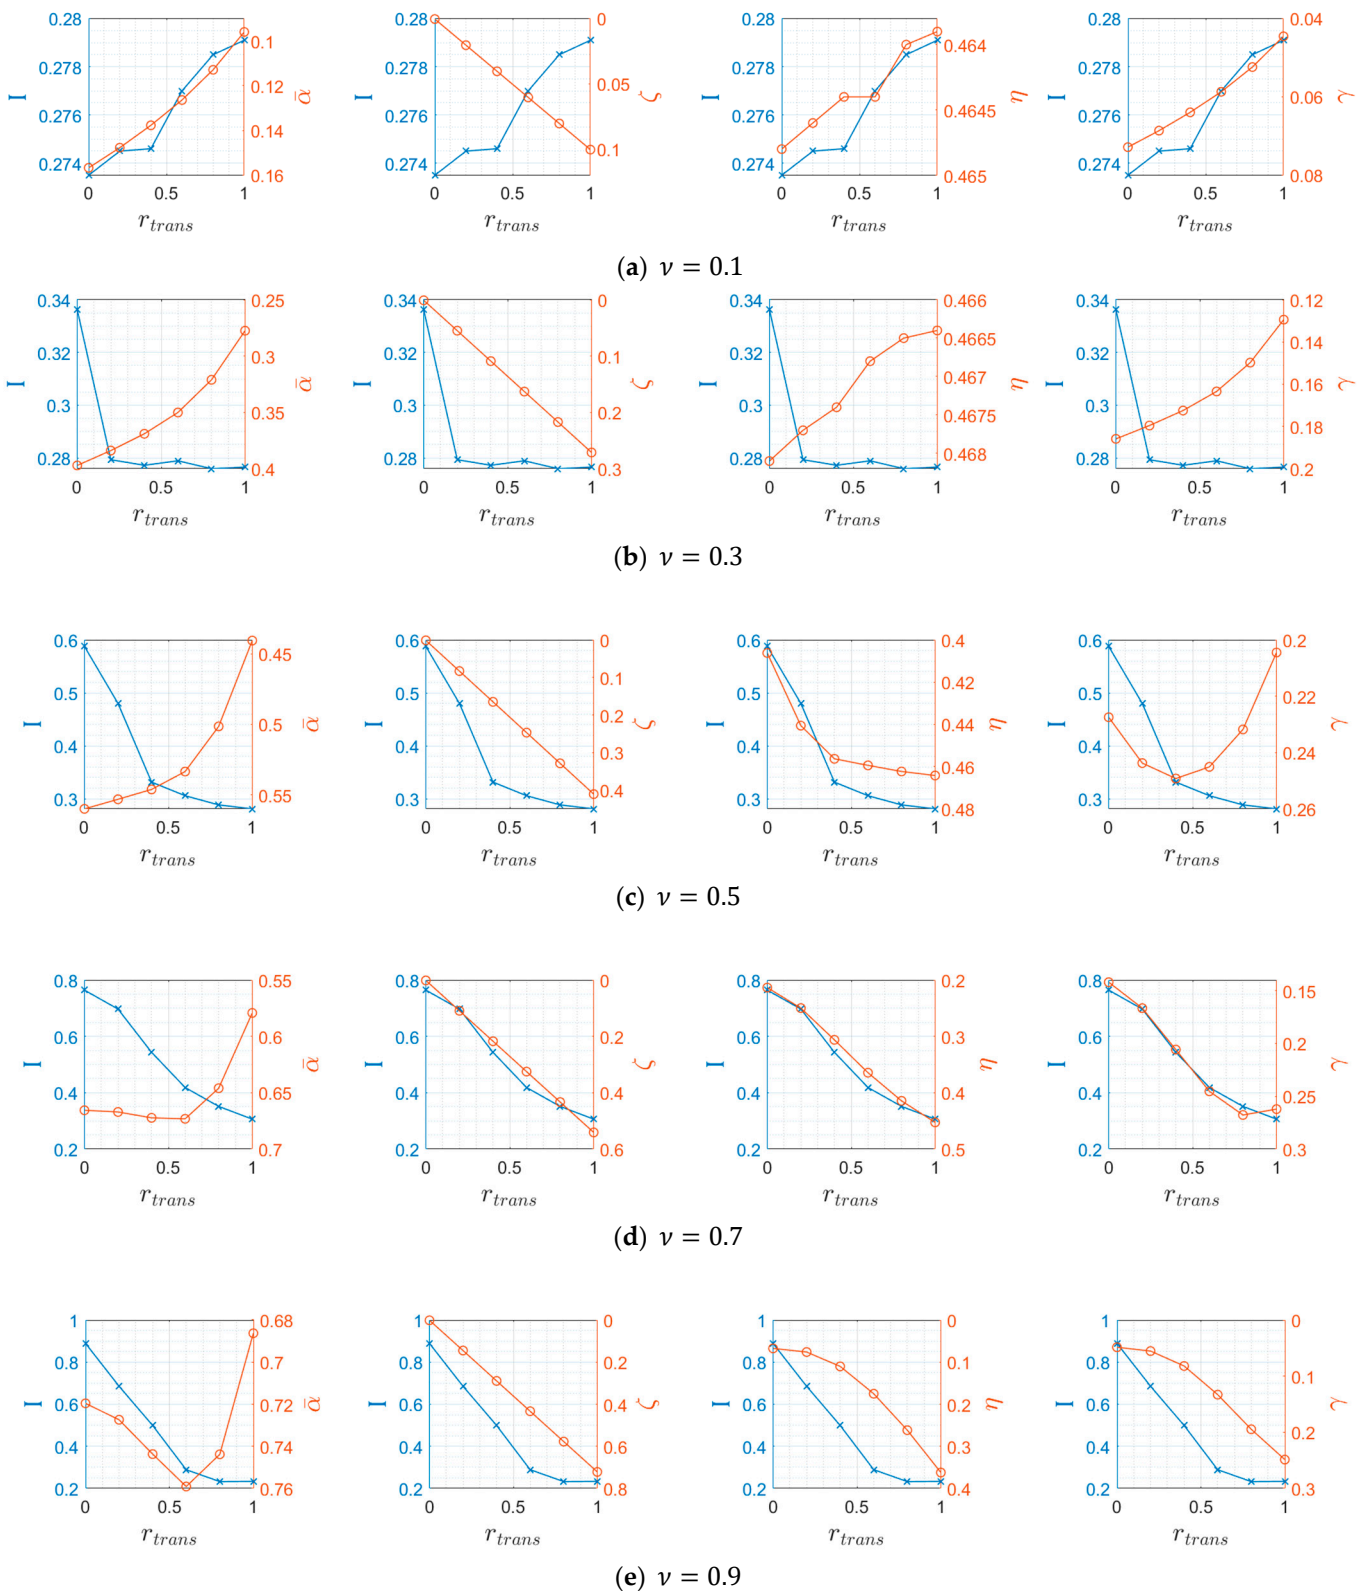 0.28
0.278
0.276
0.274
I
0.1
0.12
0.14
0.16
ᾱ
0 0.5 1
r_trans
0.28
0.278
0.276
0.274
I
0
0.05
0.1
ζ
0 0.5 1
r_trans
0.28
0.278
0.276
0.274
I
0.464
0.4645
0.465
η
0 0.5 1
r_trans
0.28
0.278
0.276
0.274
I
0.04
0.06
0.08
γ
0 0.5 1
r_trans
(a) ν = 0.1
0.34
0.32
0.3
0.28
I
0.25
0.3
0.35
0.4
ᾱ
0 0.5 1
r_trans
0.34
0.32
0.3
0.28
I
0
0.1
0.2
0.3
ζ
0 0.5 1
r_trans
0.34
0.32
0.3
0.28
I
0.466
0.4665
0.467
0.4675
0.468
η
0 0.5 1
r_trans
0.34
0.32
0.3
0.28
I
0.12
0.14
0.16
0.18
0.2
γ
0 0.5 1
r_trans
(b) ν = 0.3
0.6
0.5
0.4
0.3
I
0.45
0.5
0.55
ᾱ
0 0.5 1
r_trans
0.6
0.5
0.4
0.3
I
0
0.1
0.2
0.3
0.4
ζ
0 0.5 1
r_trans
0.6
0.5
0.4
0.3
I
0.4
0.42
0.44
0.46
0.48
η
0 0.5 1
r_trans
0.6
0.5
0.4
0.3
I
0.2
0.22
0.24
0.26
γ
0 0.5 1
r_trans
(c) ν = 0.5
0.8
0.6
0.4
0.2
I
0.55
0.6
0.65
0.7
ᾱ
0 0.5 1
r_trans
0.8
0.6
0.4
0.2
I
0
0.2
0.4
0.6
ζ
0 0.5 1
r_trans
0.8
0.6
0.4
0.2
I
0.2
0.3
0.4
0.5
η
0 0.5 1
r_trans
0.8
0.6
0.4
0.2
I
0.15
0.2
0.25
0.3
γ
0 0.5 1
r_trans
(d) ν = 0.7
1
0.8
0.6
0.4
0.2
I
0.68
0.7
0.72
0.74
0.76
ᾱ
0 0.5 1
r_trans
1
0.8
0.6
0.4
0.2
I
0
0.2
0.4
0.6
0.8
ζ
0 0.5 1
r_trans
1
0.8
0.6
0.4
0.2
I
0
0.1
0.2
0.3
0.4
η
0 0.5 1
r_trans
1
0.8
0.6
0.4
0.2
I
0
0.1
0.2
0.3
γ
0 0.5 1
r_trans
(e) ν = 0.9